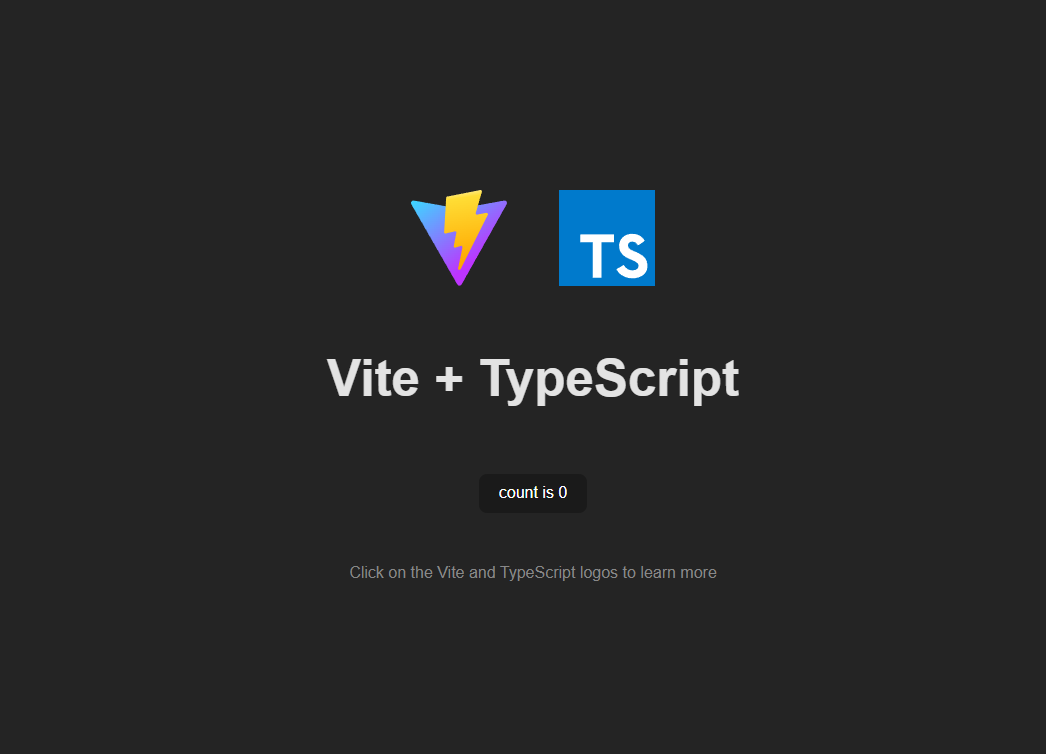 TS
Vite + TypeScript
count is 0
Click on the Vite and TypeScript logos to learn more